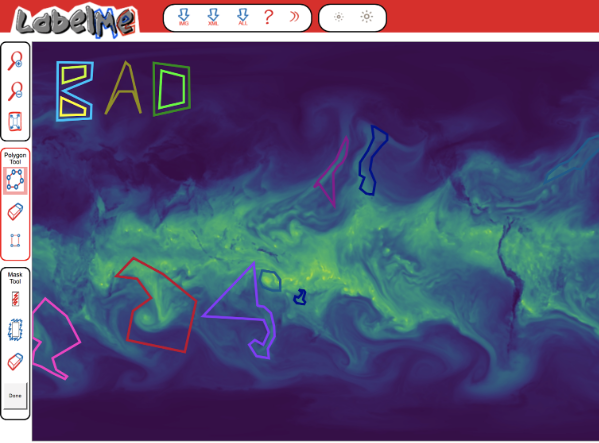 LabelMe
IMG
XML
ALL
?
Polygon
Tool
BAD
Mask
Tool
Done